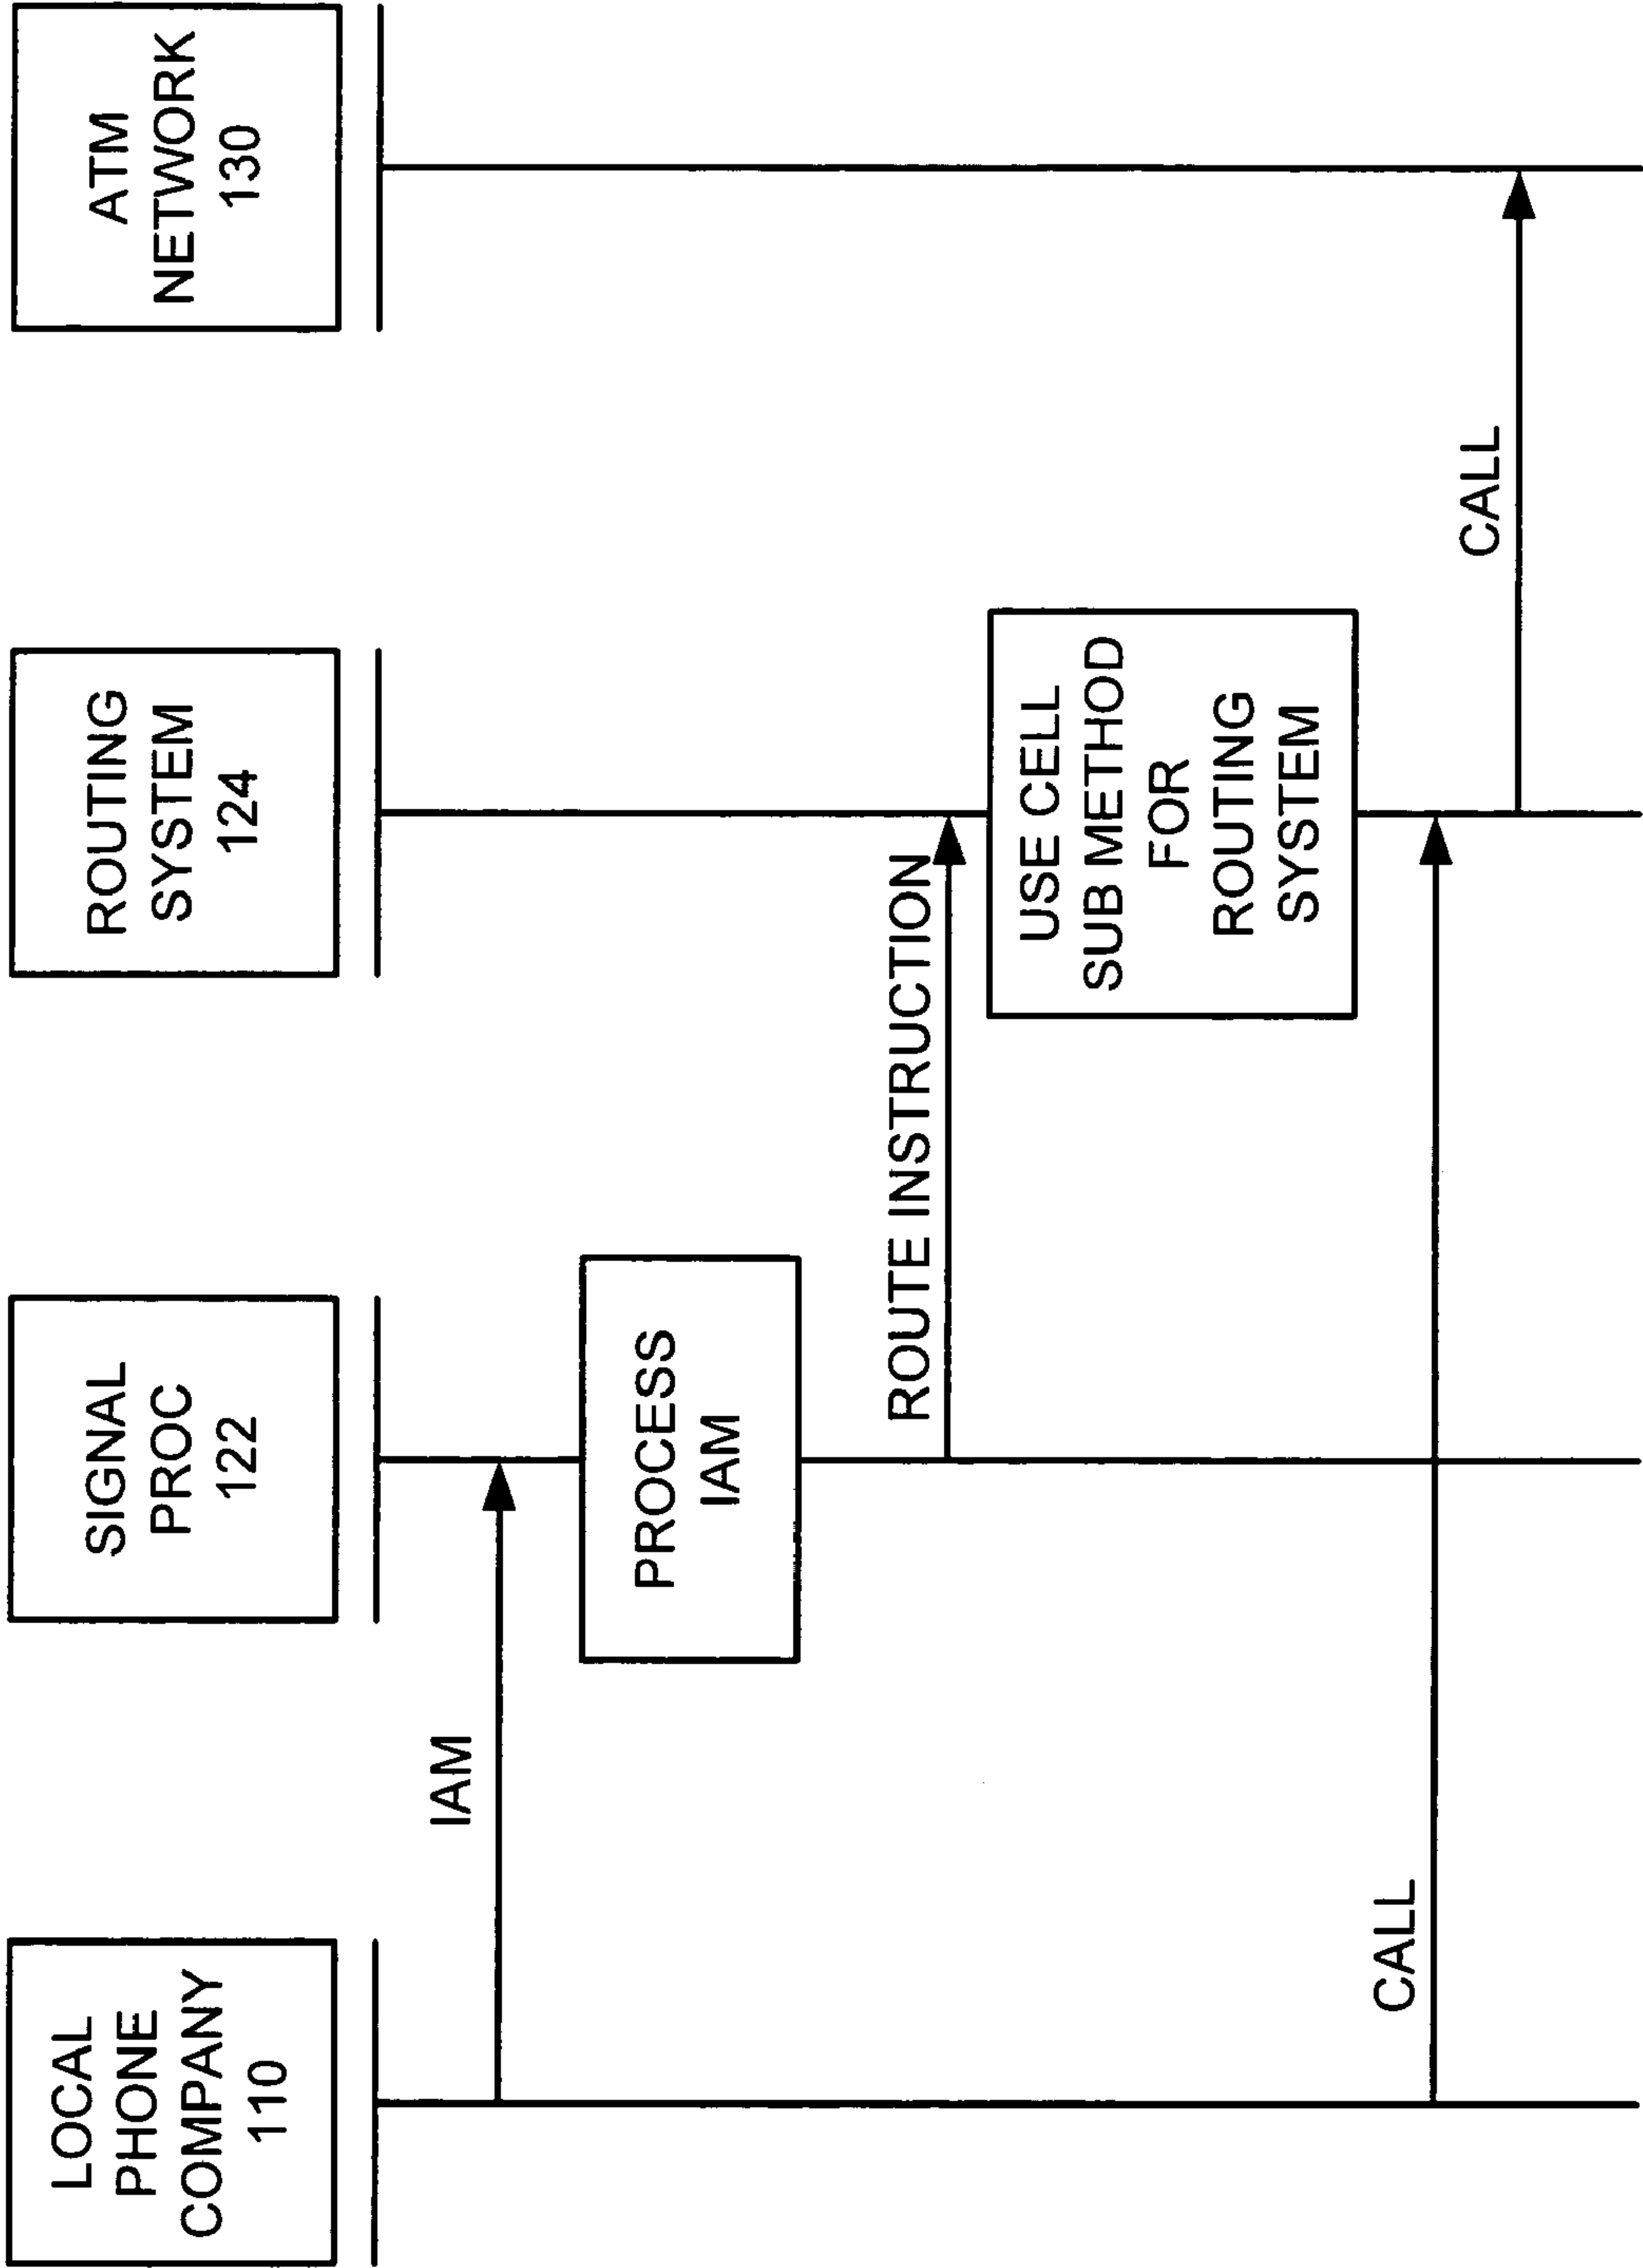 LOCAL
PHONE
COMPANY
110
SIGNAL
PROC
122
ROUTING
SYSTEM
124
ATM
NETWORK
130
IAM
PROCESS
IAM
ROUTE INSTRUCTION
USE CELL
SUB METHOD
FOR
ROUTING
SYSTEM
CALL
CALL